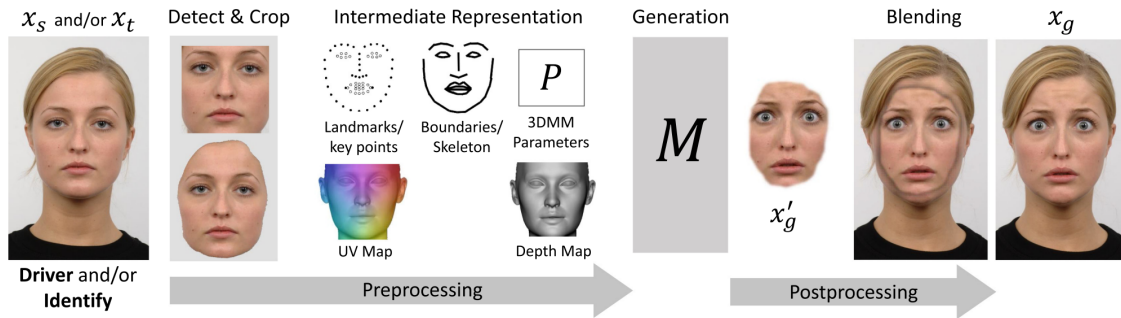 x_s and/or x_t
Detect & Crop
Intermediate Representation
Generation
Blending
x_g
Landmarks/
key points
Boundaries/
Skeleton
P
3DMM
Parameters
UV Map
Depth Map
M
x'_g
Driver and/or
Identify
Preprocessing
Postprocessing